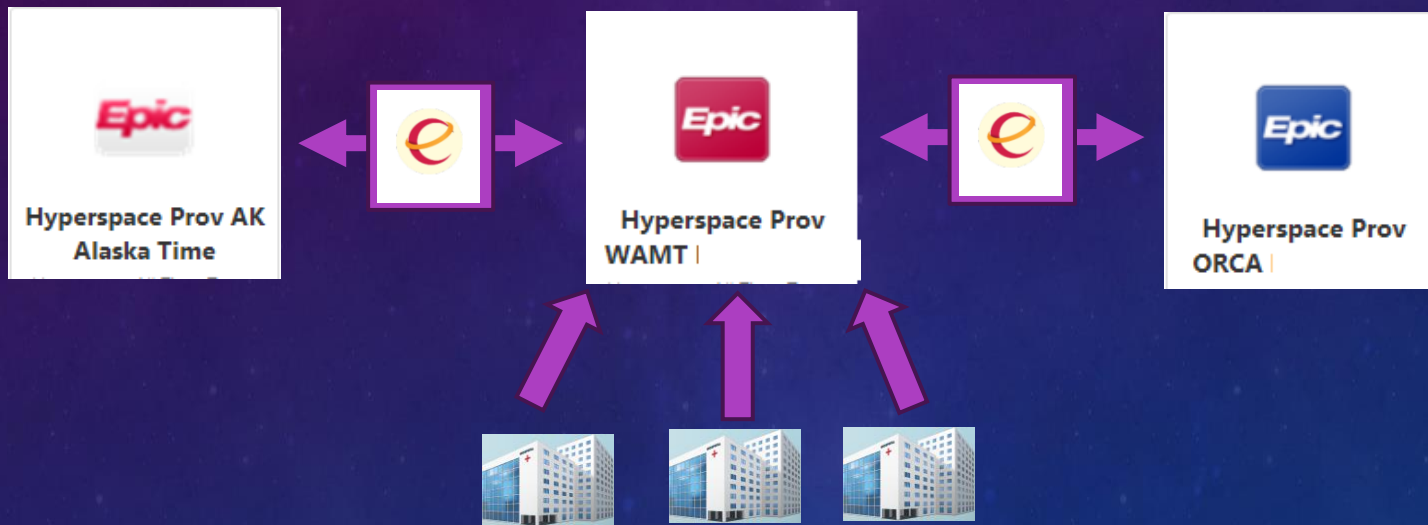 Epic
Hyperspace Prov AK
Alaska Time
e
Epic
Hyperspace Prov
WAMT
e
Epic
Hyperspace Prov
ORCA